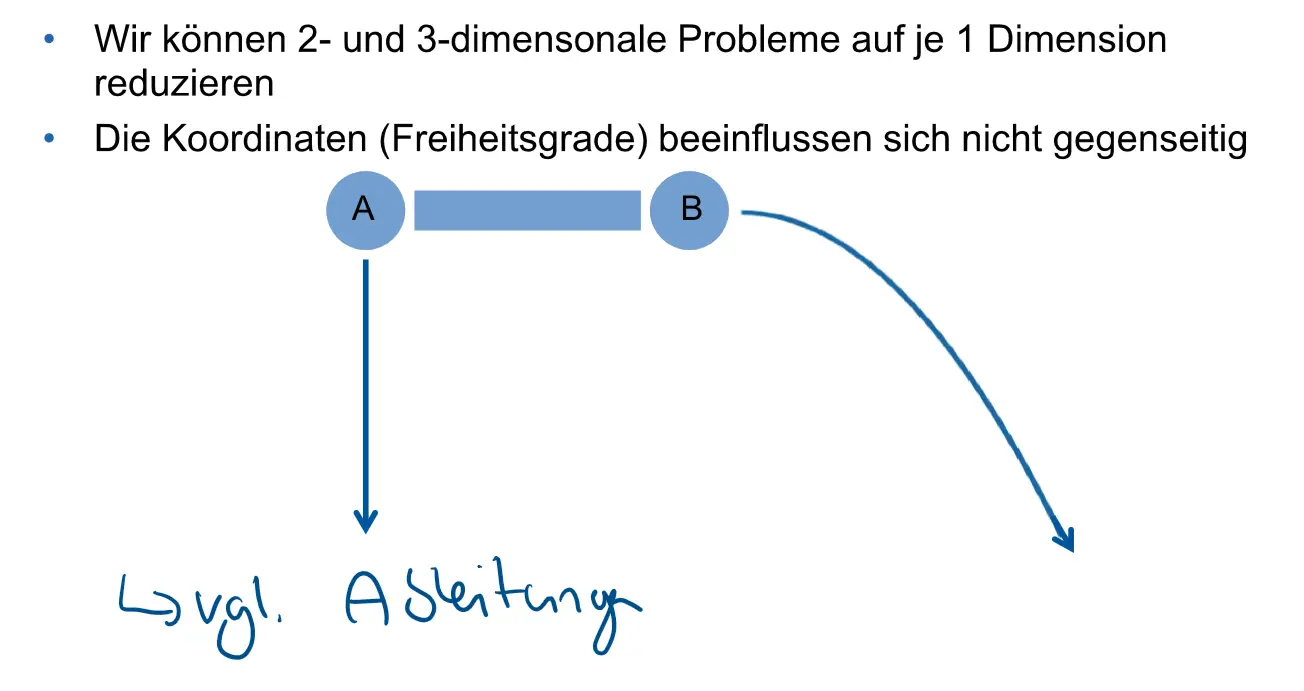 • Wir können 2- und 3-dimensonale Probleme auf je 1 Dimension
reduzieren
• Die Koordinaten (Freiheitsgrade) beeinflussen sich nicht gegenseitig
A B
↳ vgl. Ableitungen